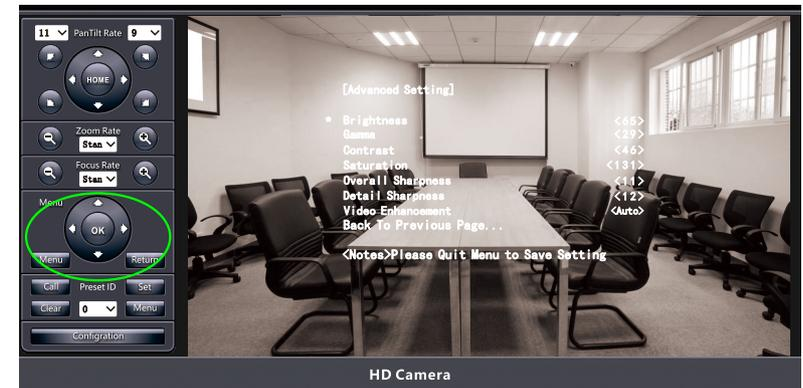 11 PanTilt Rate 9
HOME
Zoom Rate
Stan
Focus Rate
Stan
Menu
OK
Menu Return
Call Preset ID Set
Clear 0 Menu
Configration
[Advanced Setting]
* Brightness <65>
Gamma <29>
Contrast <46>
Saturation <131>
Overall Sharpness <11>
Detail Sharpness <12>
Video Enhancement <Auto>
Back To Previous Page...
<Notes>Please Quit Menu to Save Setting
HD Camera